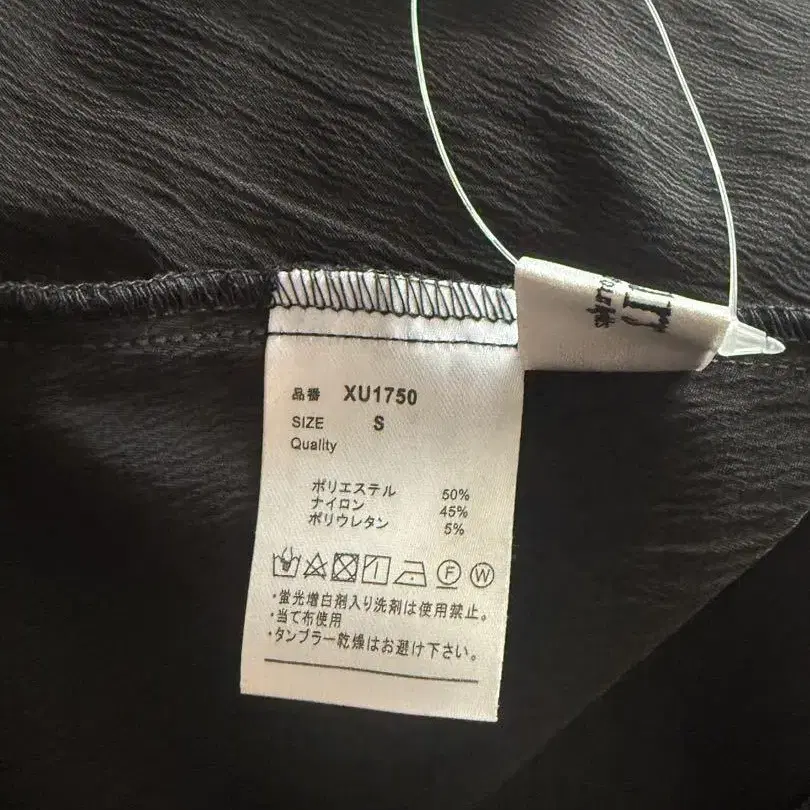 品番 XU1750
SIZE S
Quality
ポリエステル 50%
ナイロン 45%
ポリウレタン 5%
F W
・蛍光増白剤入り洗剤は使用禁止。
・当て布使用
・タンブラー乾燥はお避け下さい。